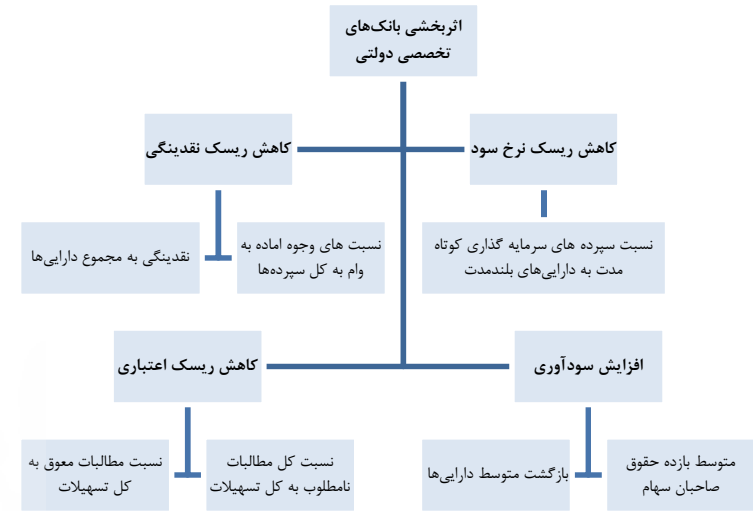 اثربخشی بانک‌های
تخصصی دولتی
کاهش ریسک نرخ سود
کاهش ریسک نقدینگی
نسبت سپرده های سرمایه گذاری کوتاه
مدت به دارایی‌های بلندمدت
نسبت های وجوه اماده به
وام به کل سپرده‌ها
نقدینگی به مجموع دارایی‌ها
افزایش سودآوری
کاهش ریسک اعتباری
متوسط بازده حقوق
صاحبان سهام
بازگشت متوسط دارایی‌ها
نسبت کل مطالبات
نامطلوب به کل تسهیلات
نسبت مطالبات معوق به
کل تسهیلات